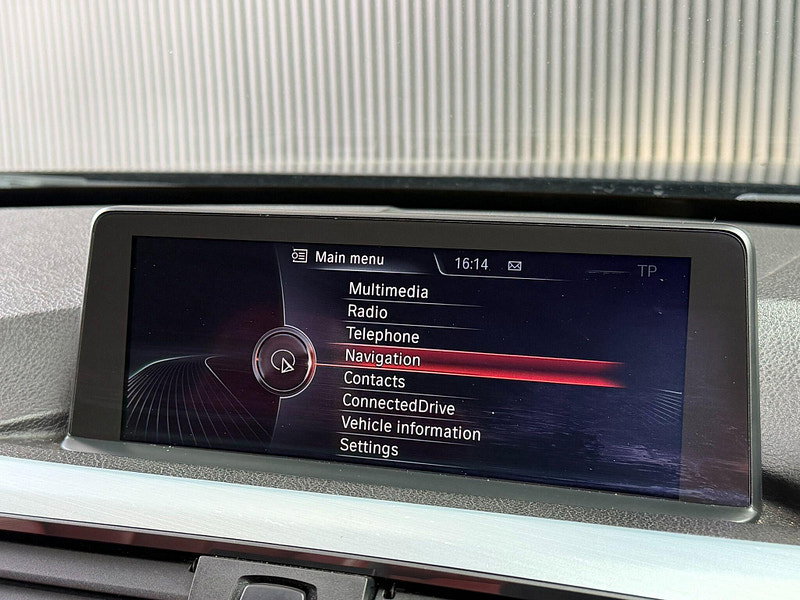 Main menu
16:14
TP
Multimedia
Radio
Telephone
Navigation
Contacts
ConnectedDrive
Vehicle information
Settings